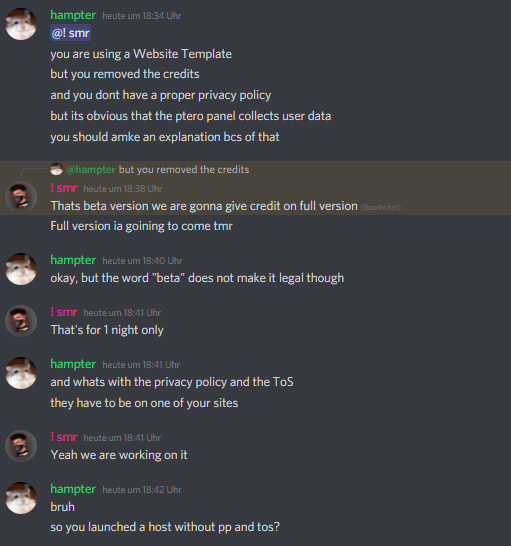 hampter heute um 18:34 Uhr
@! smr
you are using a Website Template
but you removed the credits
and you dont have a proper privacy policy
but its obvious that the ptero panel collects user data
you should amke an explanation bcs of that
@hampter but you removed the credits
! smr heute um 18:38 Uhr
Thats beta version we are gonna give credit on full version (Bearbeitet)
Full version ia goining to come tmr
hampter heute um 18:40 Uhr
okay, but the word "beta" does not make it legal though
! smr heute um 18:41 Uhr
That's for 1 night only
hampter heute um 18:41 Uhr
and whats with the privacy policy and the ToS
they have to be on one of your sites
! smr heute um 18:41 Uhr
Yeah we are working on it
hampter heute um 18:42 Uhr
bruh
so you launched a host without pp and tos?